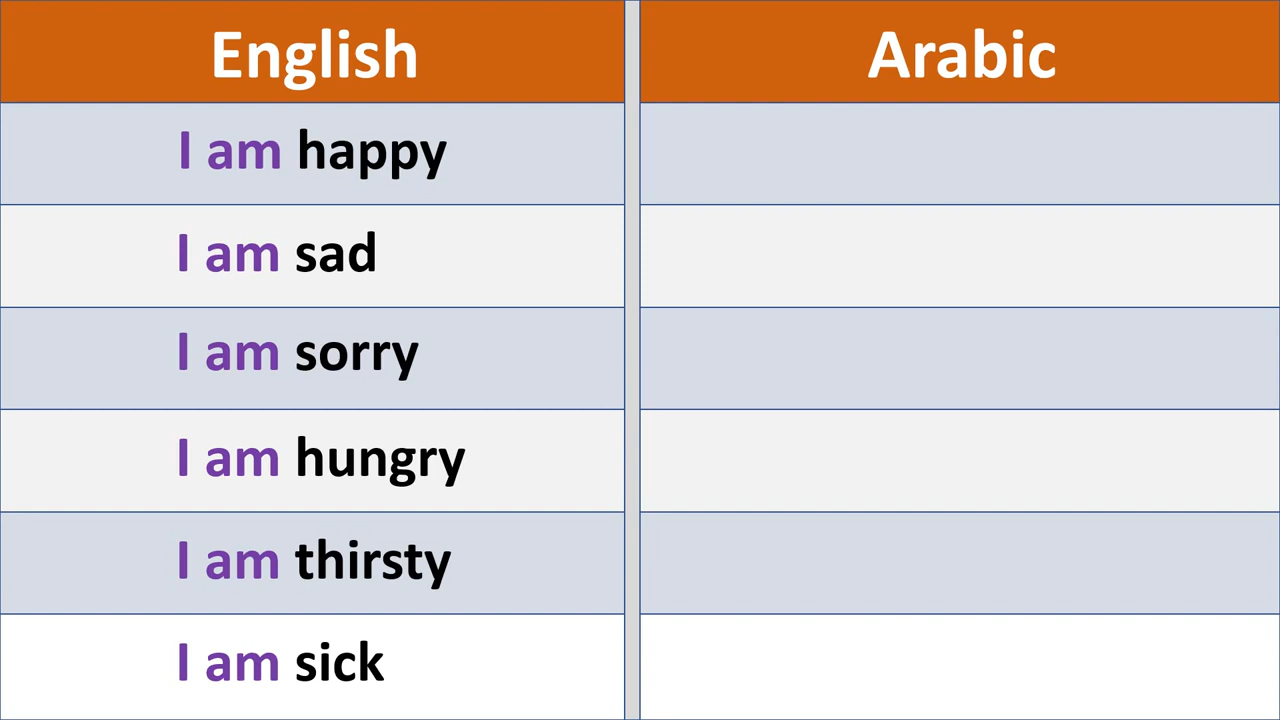 English
Arabic
I am happy
I am sad
I am sorry
I am hungry
I am thirsty
I am sick